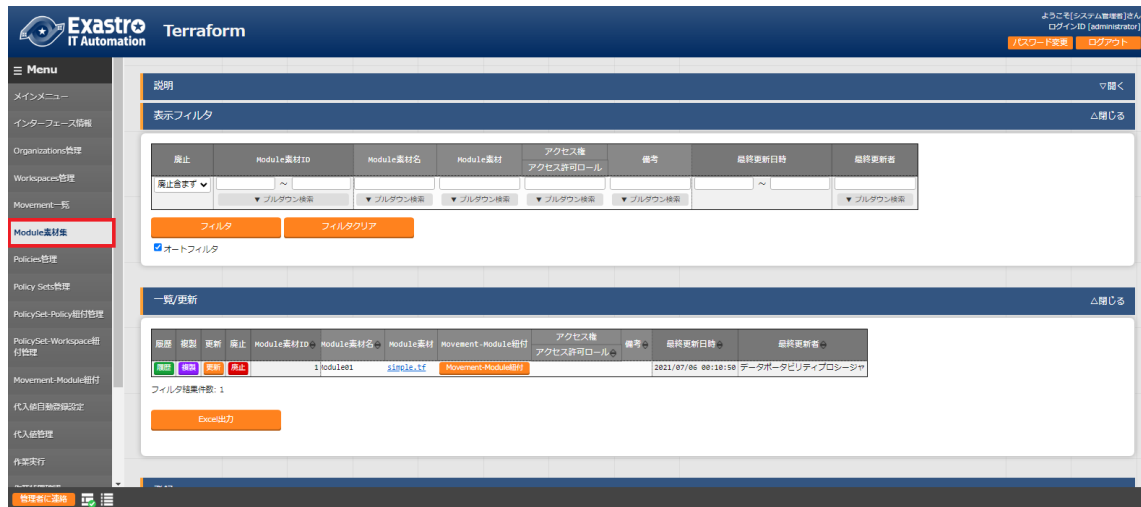 Exastro
IT Automation
Terraform
ようこそ[システム管理者]さん
ログインID [administrator]
パスワード変更 ログアウト
Menu
メインメニュー
インターフェース情報
Organizations管理
Workspaces管理
Movement一覧
Module素材集
Policies管理
Policy Sets管理
PolicySet-Policy紐付管理
PolicySet-Workspace紐
付管理
Movement-Module紐付
代入値自動登録設定
代入値管理
作業実行
管理者に連絡
説明 ▽開く
表示フィルタ △閉じる
廃止 Module素材ID Module素材名 Module素材 アクセス権 備考 最終更新日時 最終更新者
アクセス許可ロール
廃止含まず ～ ～
▼ プルダウン検索 ▼ プルダウン検索 ▼ プルダウン検索 ▼ プルダウン検索 ▼ プルダウン検索 ▼ プルダウン検索
フィルタ フィルタクリア
オートフィルタ
一覧/更新 △閉じる
履歴 複製 更新 廃止 Module素材ID Module素材名 Module素材 Movement-Module紐付 アクセス権 備考 最終更新日時 最終更新者
アクセス許可ロール
履歴 複製 更新 廃止 1 Module01 simple.tf Movement-Module紐付 2021/07/06 00:10:50 データポータビリティプロシージャ
フィルタ結果件数: 1
Excel出力